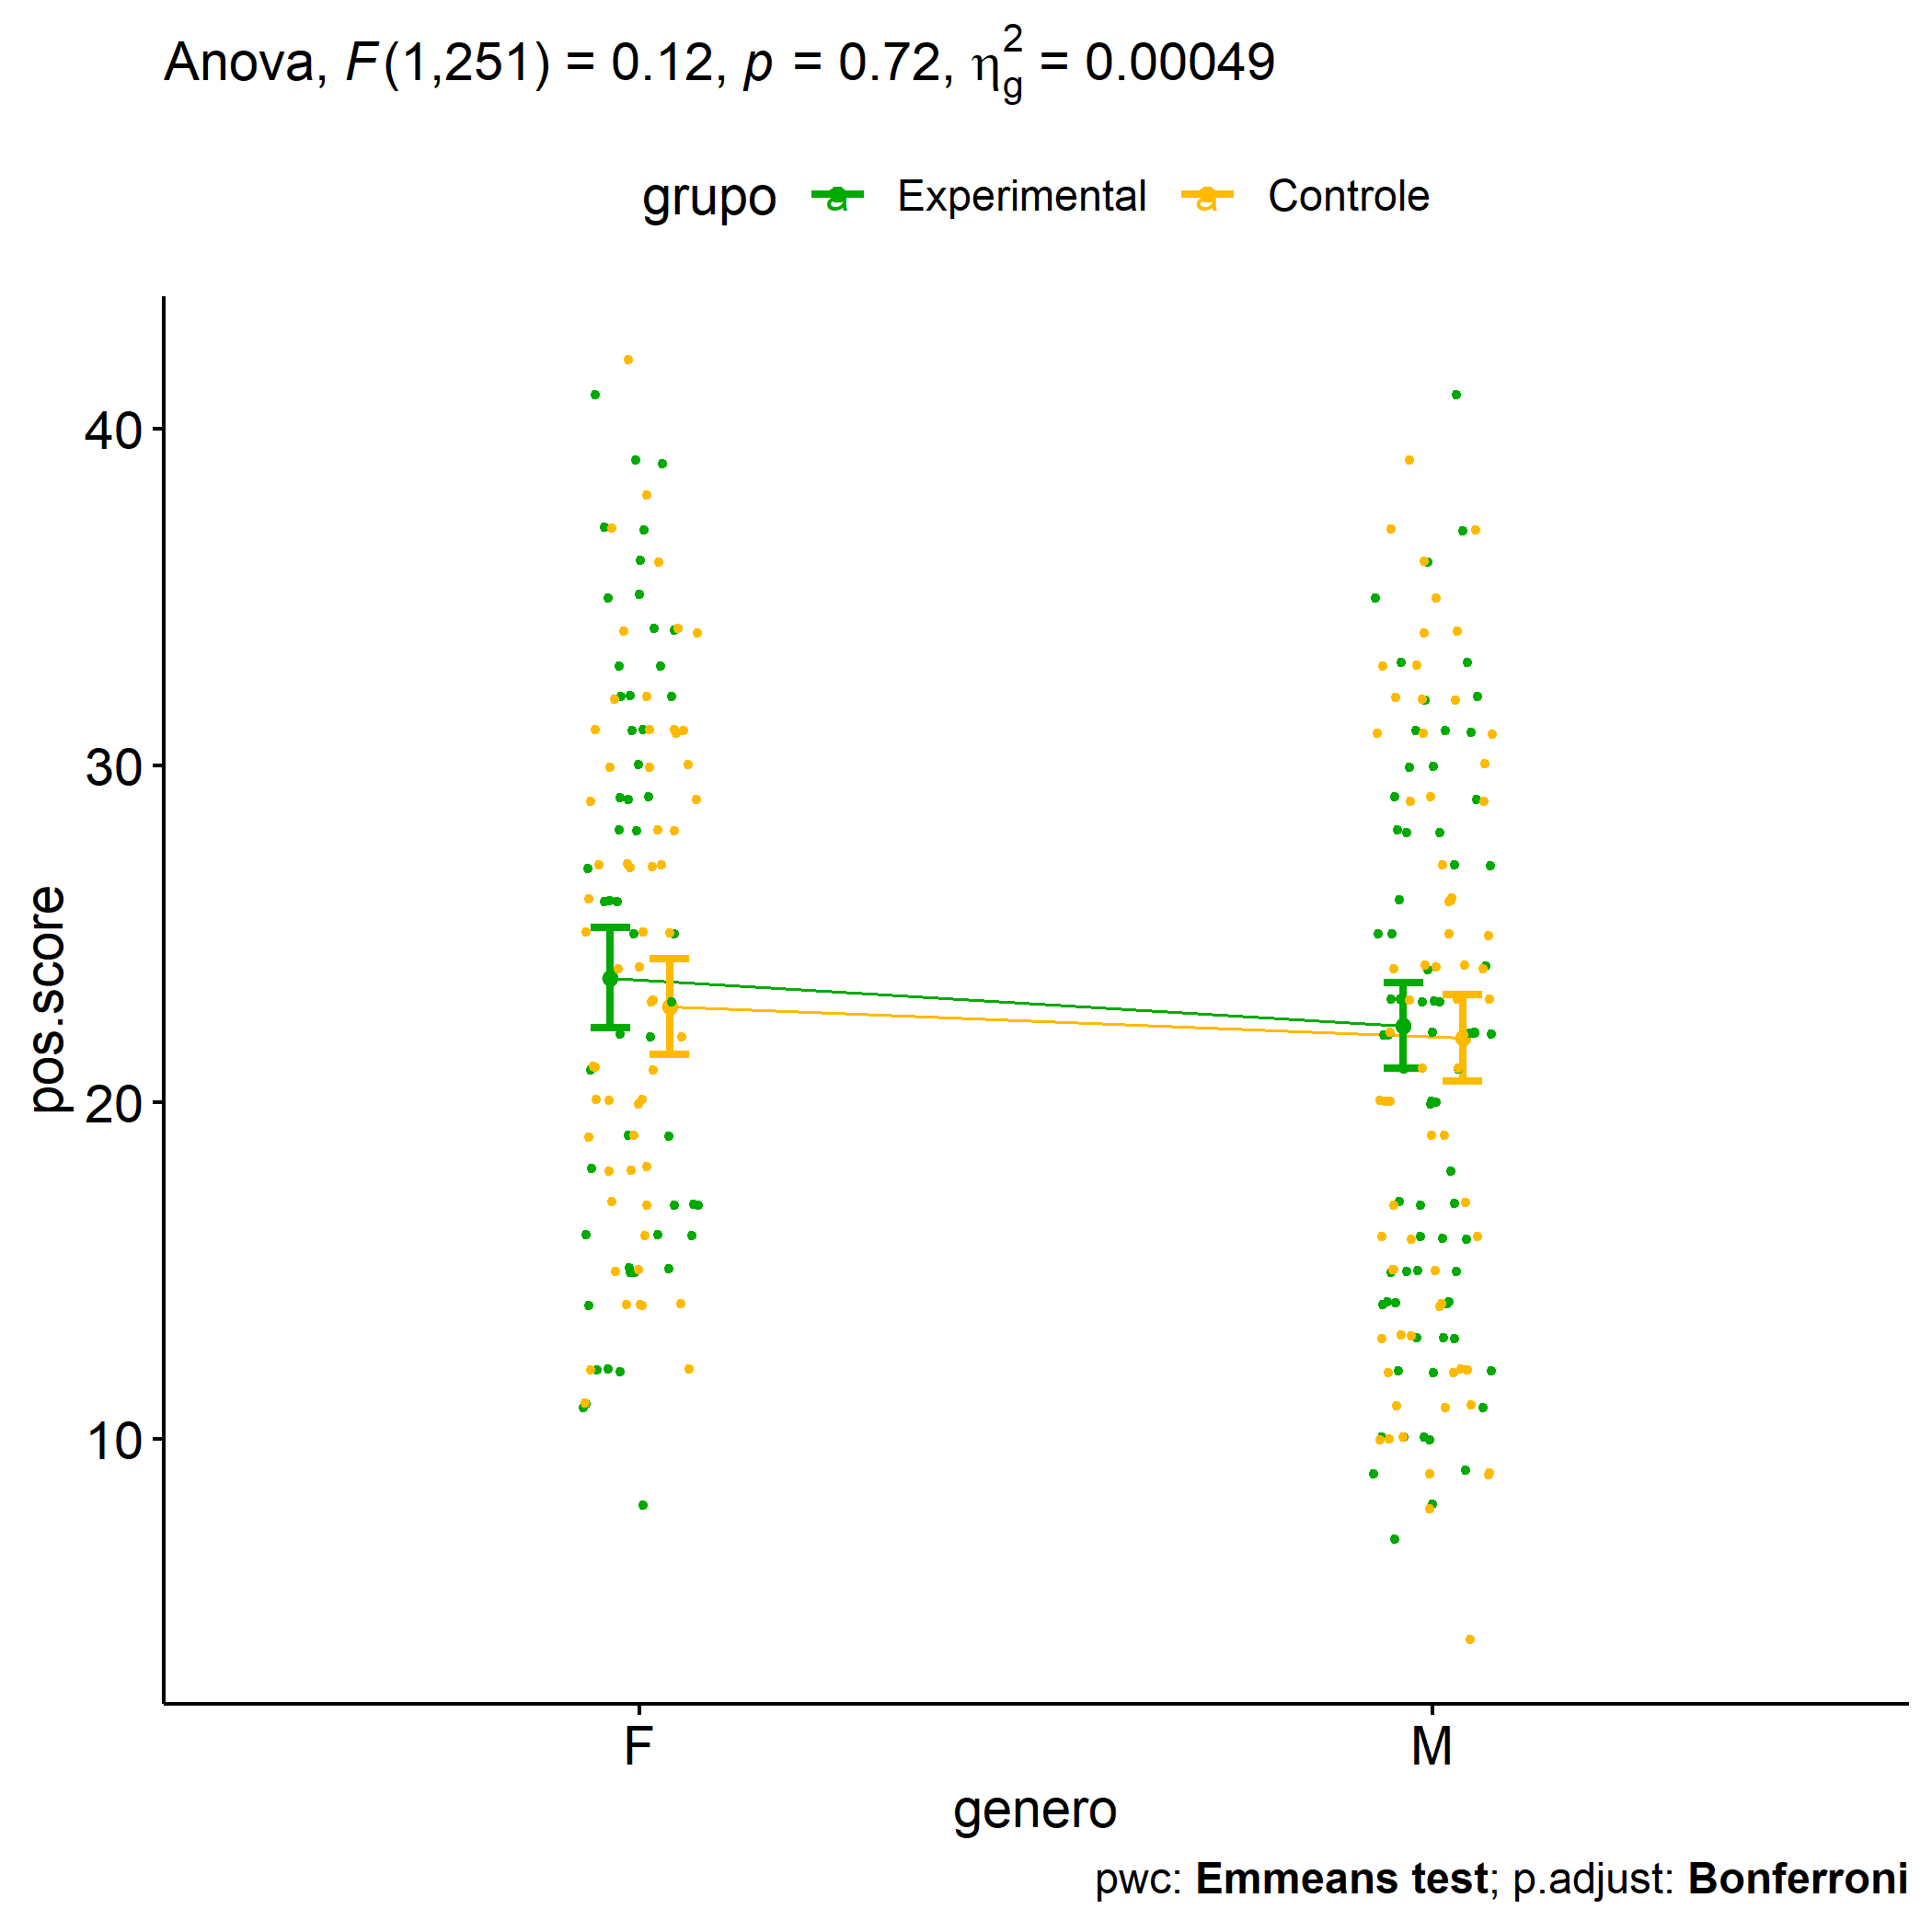 Anova, F(1,251) = 0.12, p = 0.72, η²g = 0.00049
grupo a Experimental a Controle
40
30
20
10
pos.score
F M
genero
pwc: Emmeans test; p.adjust: Bonferroni